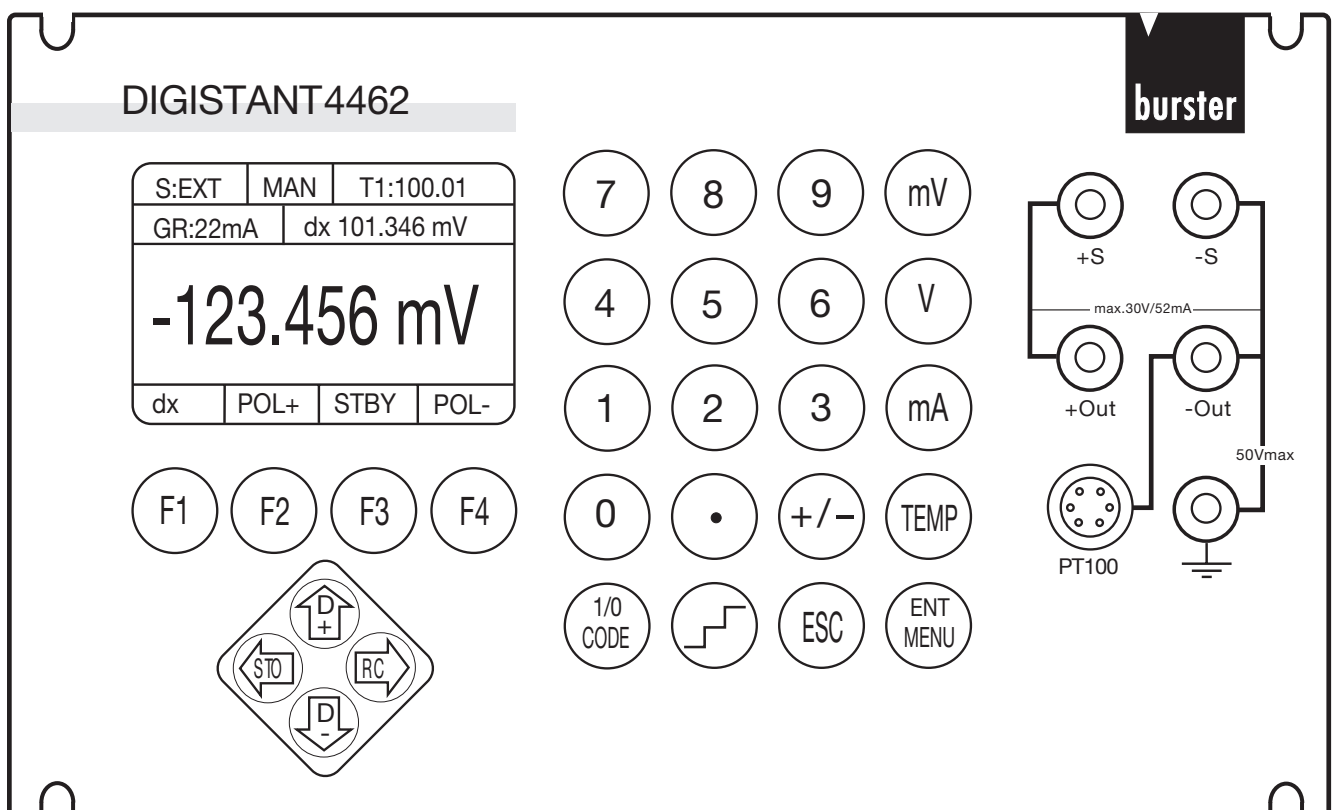 DIGISTANT 4462
burster
S:EXT MAN T1:100.01
GR:22mA dx 101.346 mV
-123.456 mV
dx POL+ STBY POL-
F1 F2 F3 F4
D
+
STO RC
D
-
7 8 9 mV
4 5 6 V
1 2 3 mA
0 • +/– TEMP
1/0
CODE
ESC
ENT
MENU
+S -S
max.30V/52mA
+Out -Out
50Vmax
PT100